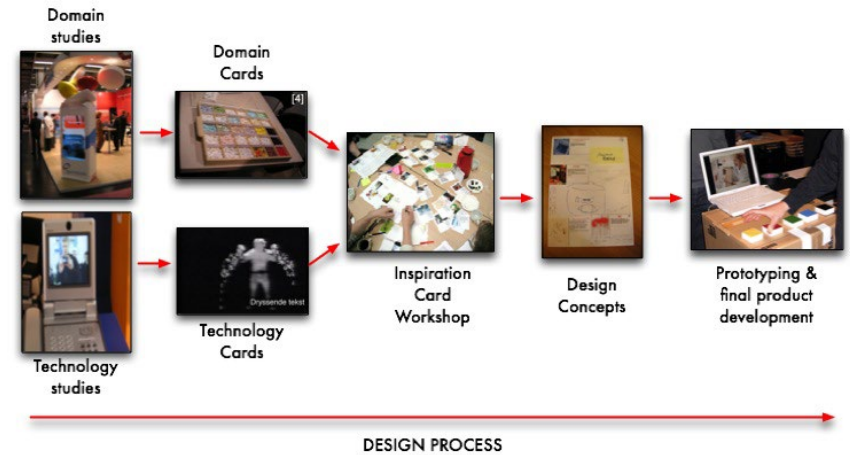 Domain
studies
Domain
Cards
[4]
Dryssende tekst
Technology
studies
Technology
Cards
Inspiration
Card
Workshop
Design
Concepts
Prototyping &
final product
development
DESIGN PROCESS